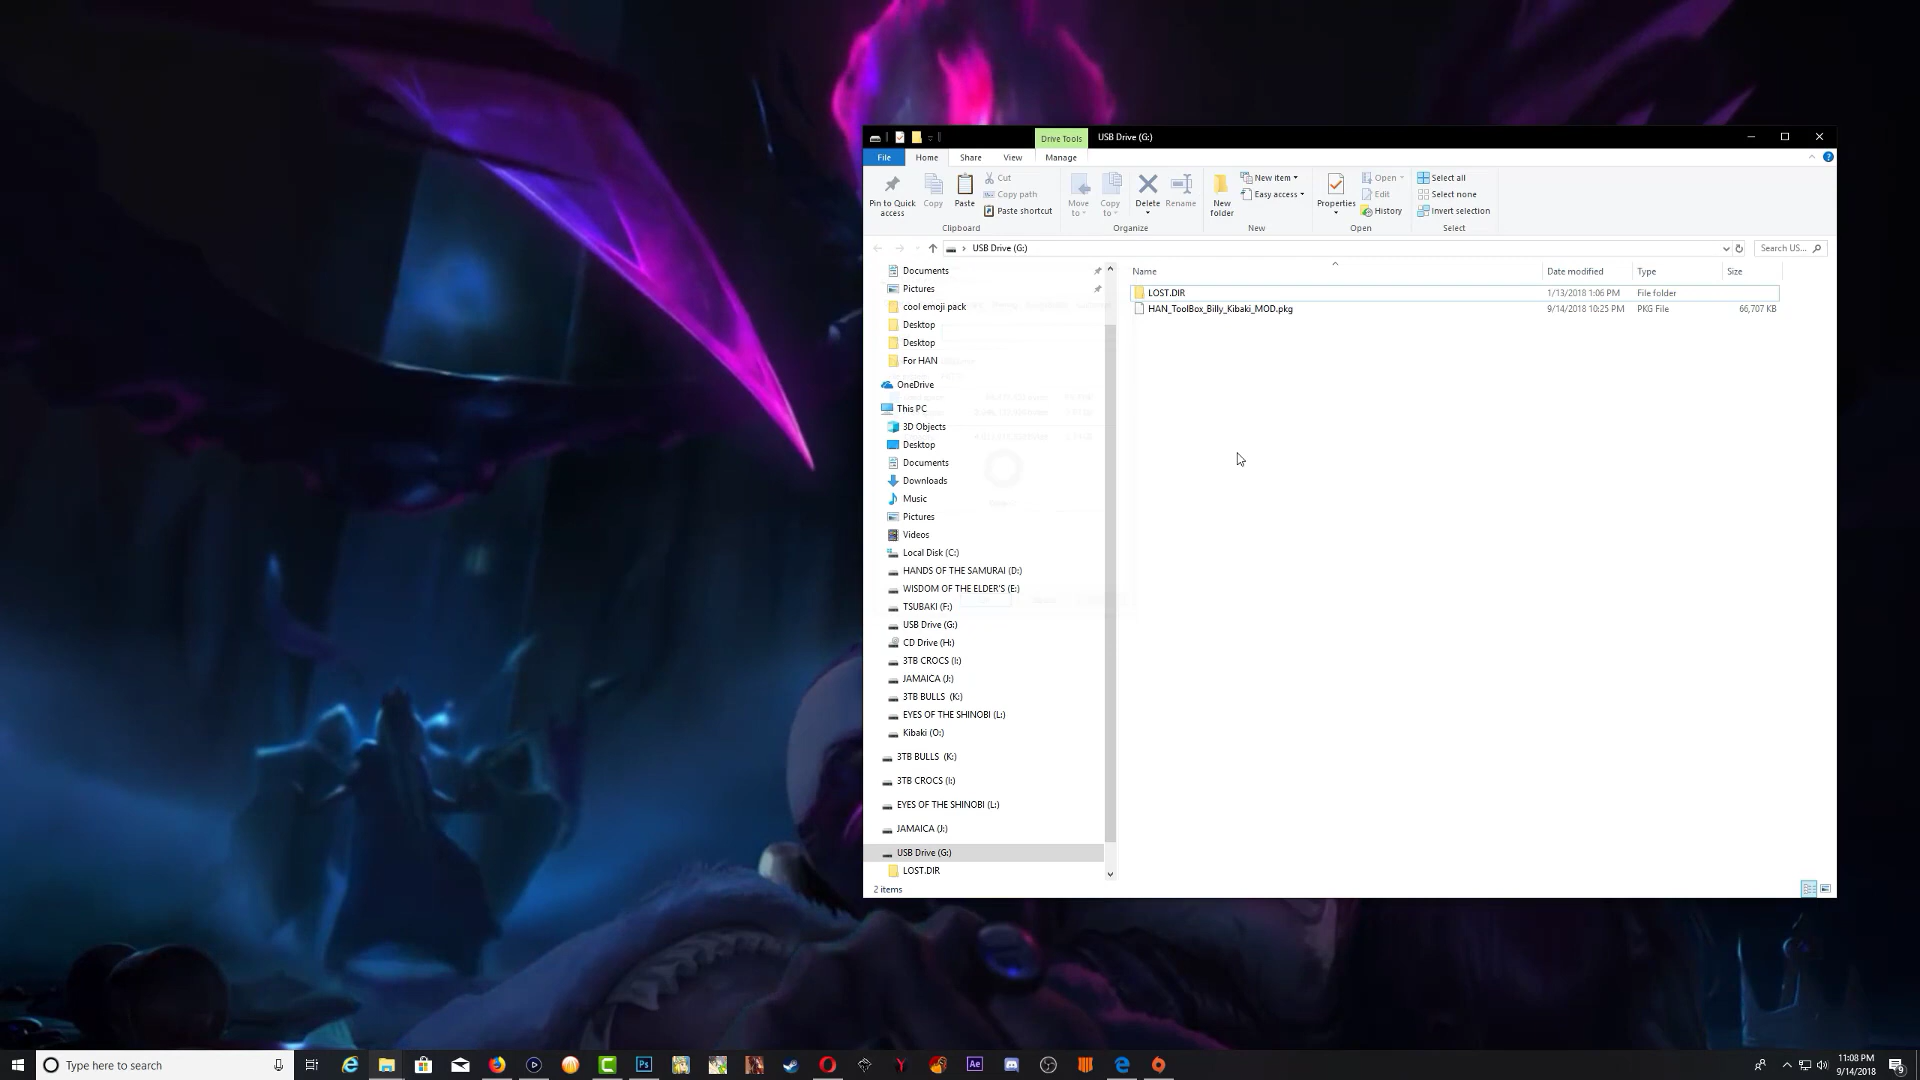 Drive Tools
USB Drive (G:)
File
Home
Share
View
Manage
Pin to Quick access
Copy
Paste
Cut
Copy path
Paste shortcut
Clipboard
Move to
Copy to
Delete
Rename
Organize
New folder
New item
Easy access
New
Properties
Open
Edit
History
Open
Select all
Select none
Invert selection
Select
USB Drive (G:)
Search US...
Name
Date modified
Type
Size
LOST.DIR
1/13/2018 1:06 PM
File folder
HAN_ToolBox_Billy_Kibaki_MOD.pkg
9/14/2018 10:25 PM
PKG File
66,707 KB
Documents
Pictures
cool emoji pack
Desktop
Desktop
For HAN
OneDrive
This PC
3D Objects
Desktop
Documents
Downloads
Music
Pictures
Videos
Local Disk (C:)
HANDS OF THE SAMURAI (D:)
WISDOM OF THE ELDER'S (E:)
TSUBAKI (F:)
USB Drive (G:)
CD Drive (H:)
3TB CROCS (I:)
JAMAICA (J:)
3TB BULLS (K:)
EYES OF THE SHINOBI (L:)
Kibaki (O:)
3TB BULLS (K:)
3TB CROCS (I:)
EYES OF THE SHINOBI (L:)
JAMAICA (J:)
USB Drive (G:)
LOST.DIR
2 items
Type here to search
Ps
Ae
11:08 PM
9/14/2018